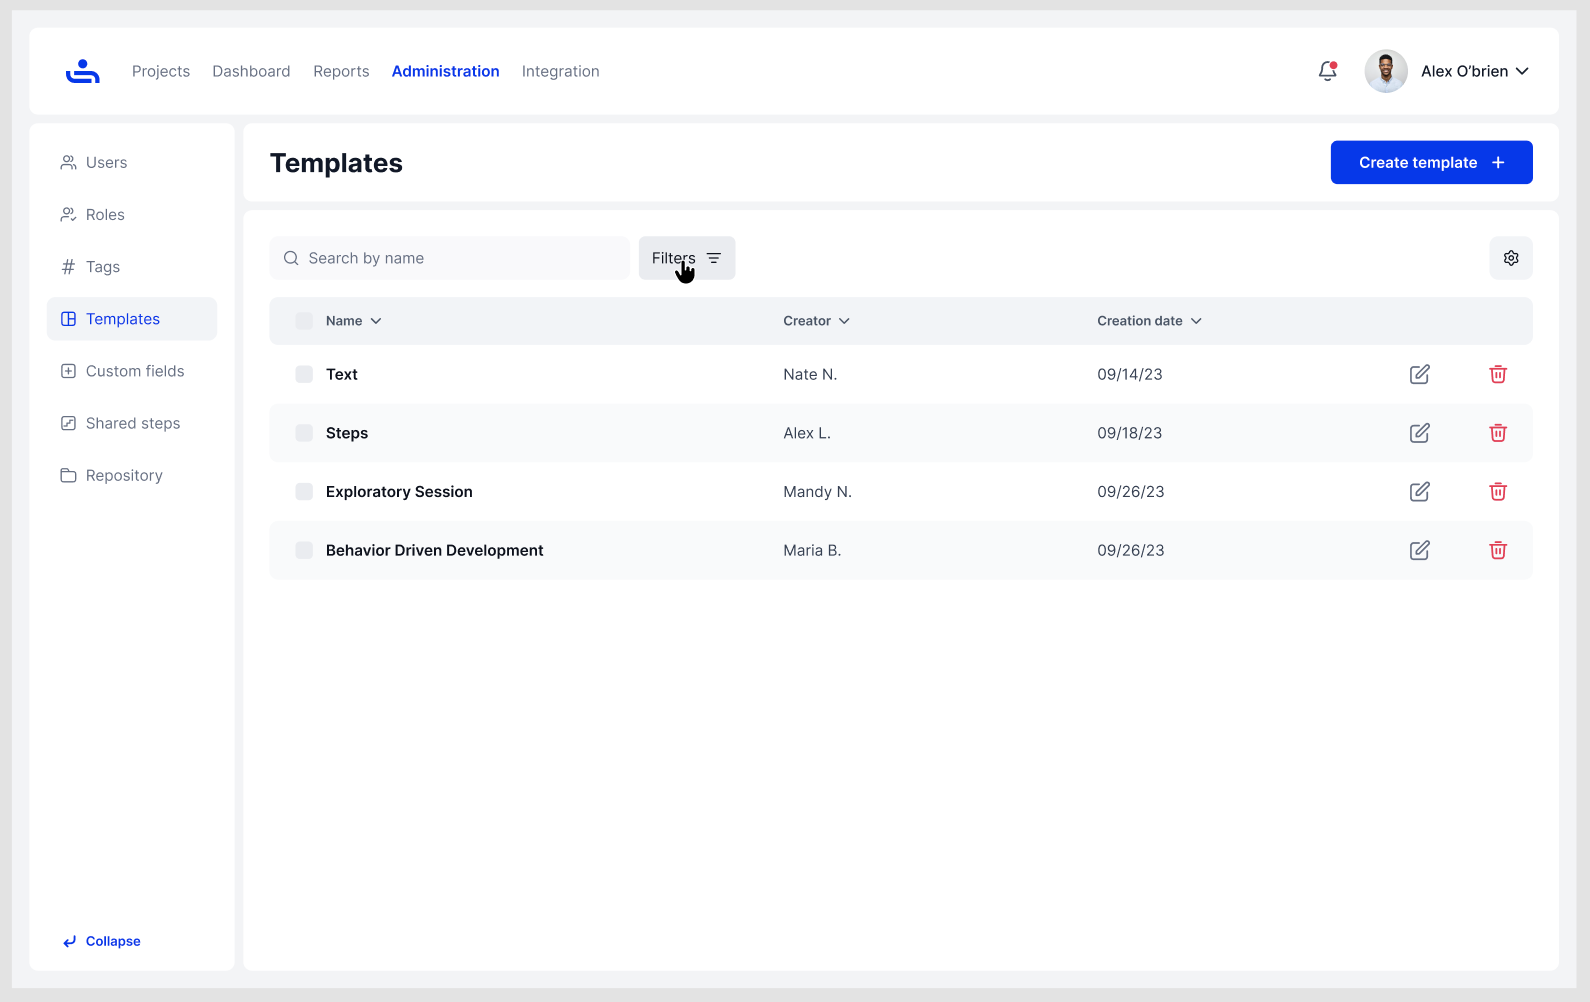 Projects Dashboard Reports Administration Integration Alex O'brien
Users
Roles
Tags
Templates
Custom fields
Shared steps
Repository
Collapse
Templates
Create template
Search by name Filters
Name Creator Creation date
Text Nate N. 09/14/23
Steps Alex L. 09/18/23
Exploratory Session Mandy N. 09/26/23
Behavior Driven Development Maria B. 09/26/23